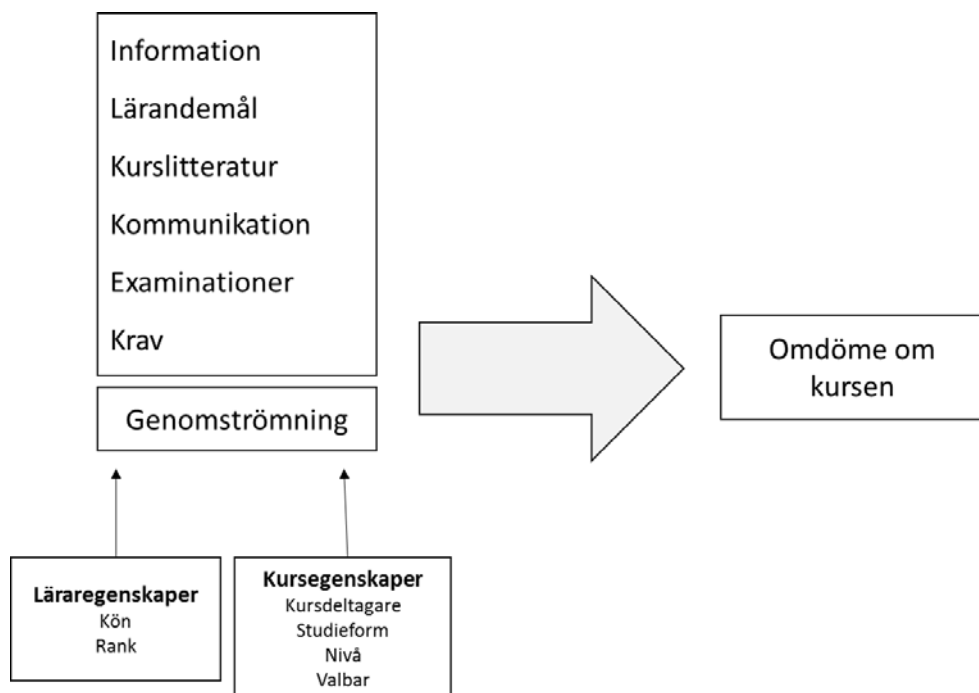 Information
Lärandemål
Kurslitteratur
Kommunikation
Examinationer
Krav
Genomströmning
Omdöme om
kursen
Läraregenskaper
Kön
Rank
Kursegenskaper
Kursdeltagare
Studieform
Nivå
Valbar